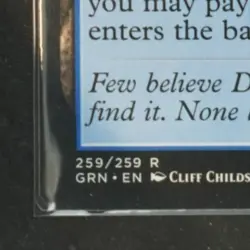 you may pay
enters the ba
Few believe D
find it. None
259/259 R
GRN • EN CLIFF CHILDS